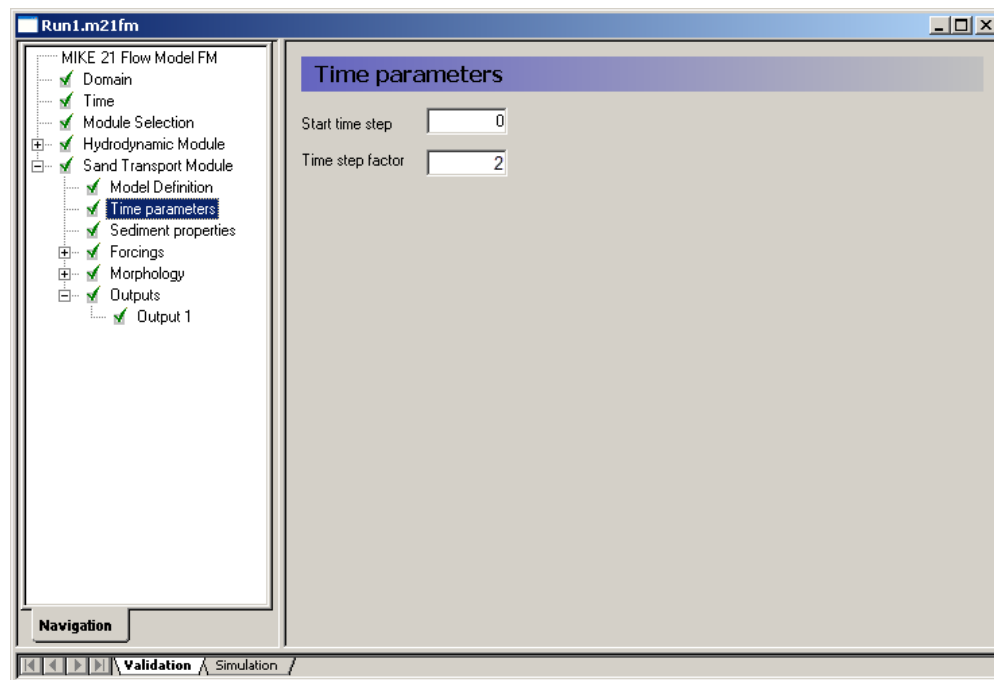 Run1.m21fm
MIKE 21 Flow Model FM
Domain
Time
Module Selection
Hydrodynamic Module
Sand Transport Module
Model Definition
Time parameters
Sediment properties
Forcings
Morphology
Outputs
Output 1
Navigation
Time parameters
Start time step 0
Time step factor 2
Validation Simulation